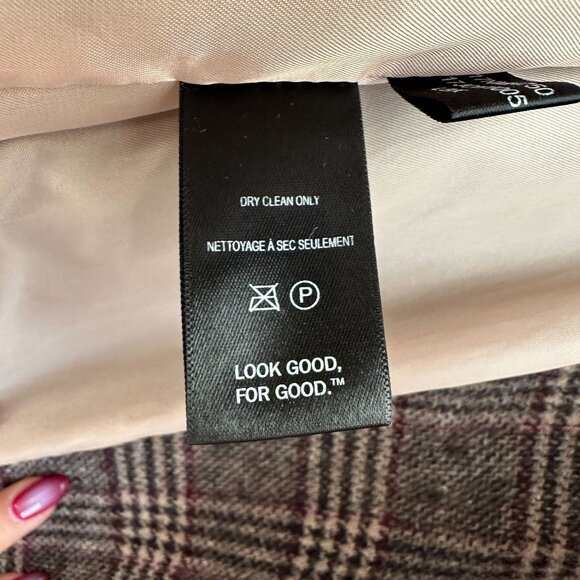 DRY CLEAN ONLY
NETTOYAGE À SEC SEULEMENT
P
LOOK GOOD,
FOR GOOD.™